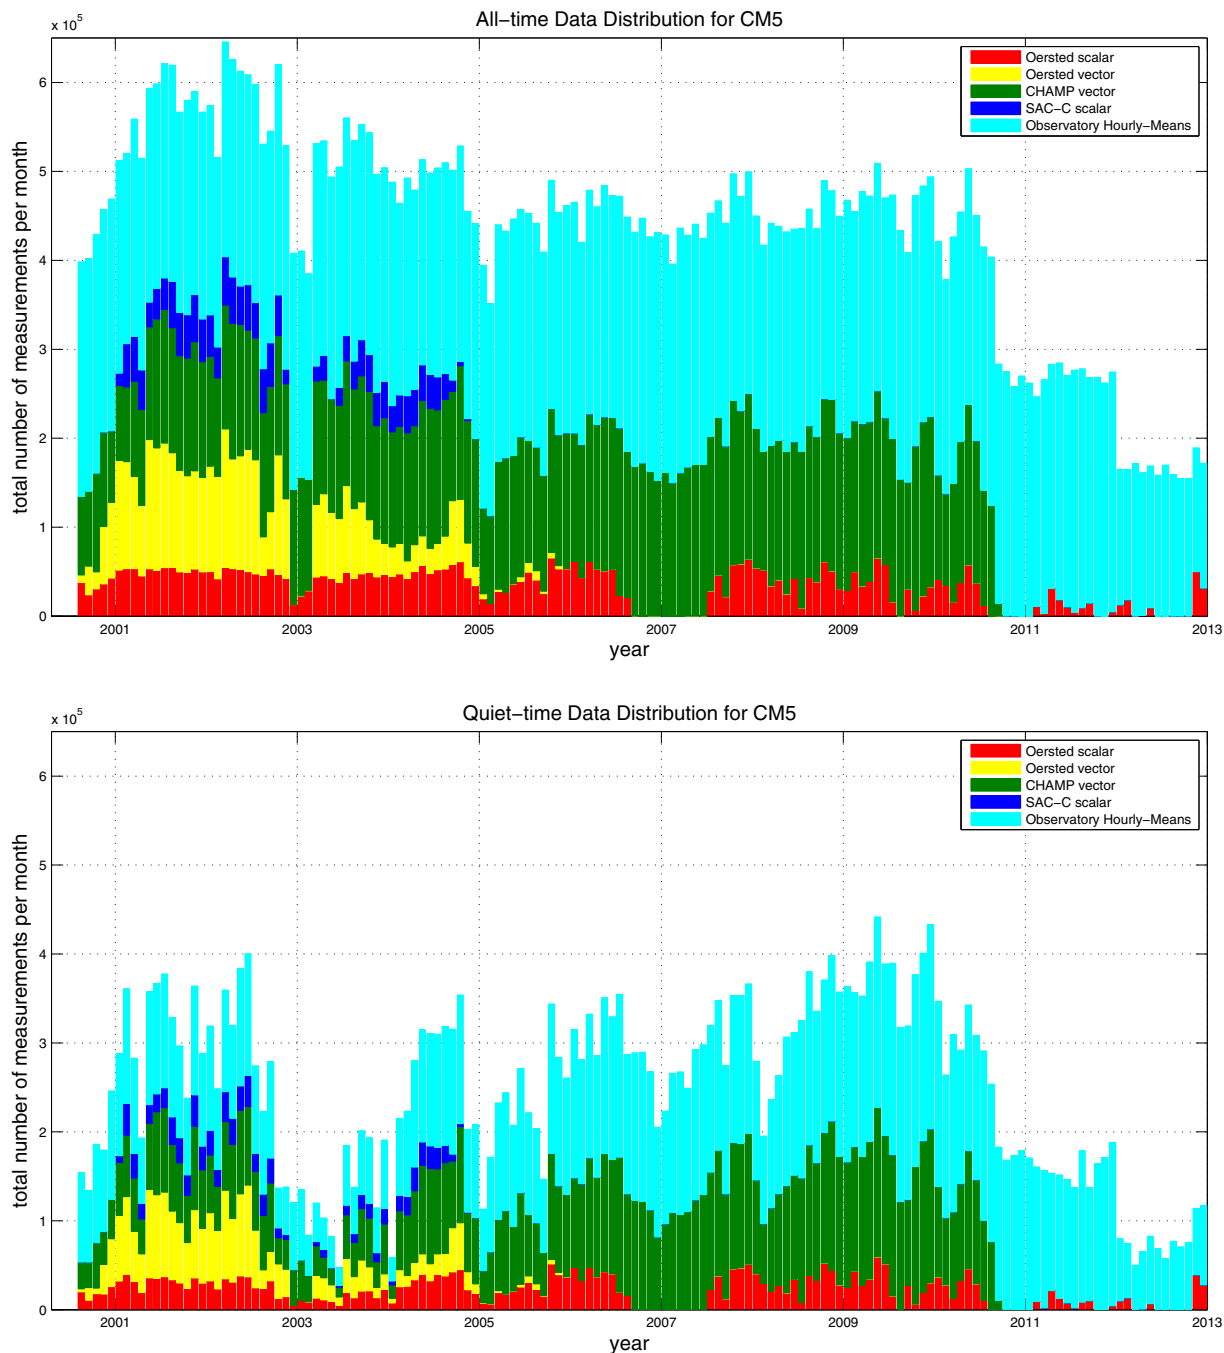 All−time Data Distribution for CM5
x 10^5
6
5
4
3
2
1
0
total number of measurements per month
2001 2003 2005 2007 2009 2011 2013
year
Oersted scalar
Oersted vector
CHAMP vector
SAC−C scalar
Observatory Hourly−Means
Quiet−time Data Distribution for CM5
x 10^5
6
5
4
3
2
1
0
total number of measurements per month
2001 2003 2005 2007 2009 2011 2013
year
Oersted scalar
Oersted vector
CHAMP vector
SAC−C scalar
Observatory Hourly−Means